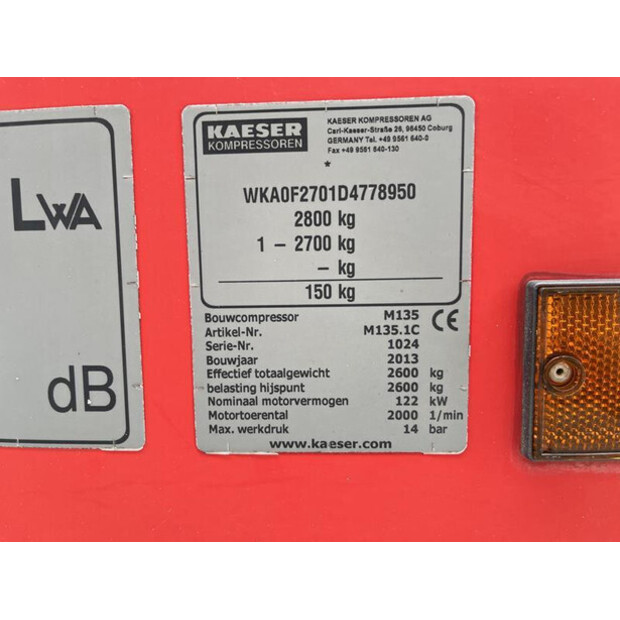 LWA
dB
KAESER
KOMPRESSOREN
KAESER KOMPRESSOREN AG
Carl-Kaeser-Straße 26, 96450 Coburg
GERMANY Tel. +49 9561 640-0
Fax +49 9561 640-130
*
WKA0F2701D4778950
2800 kg
1 – 2700 kg
– kg
150 kg
Bouwcompressor M135 CE
Artikel-Nr. M135.1C
Serie-Nr. 1024
Bouwjaar 2013
Effectief totaalgewicht 2600 kg
belasting hijspunt 2600 kg
Nominaal motorvermogen 122 kW
Motortoerental 2000 1/min
Max. werkdruk 14 bar
www.kaeser.com